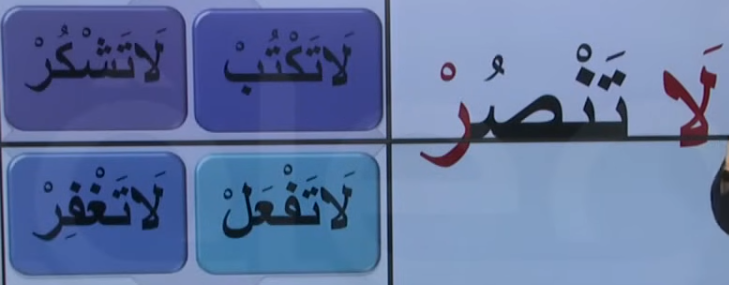 لَا تَنْصُرْ
لَاتَكْتُبْ
لَاتَشْكُرْ
لَاتَفْعَلْ
لَاتَغْفِرْ